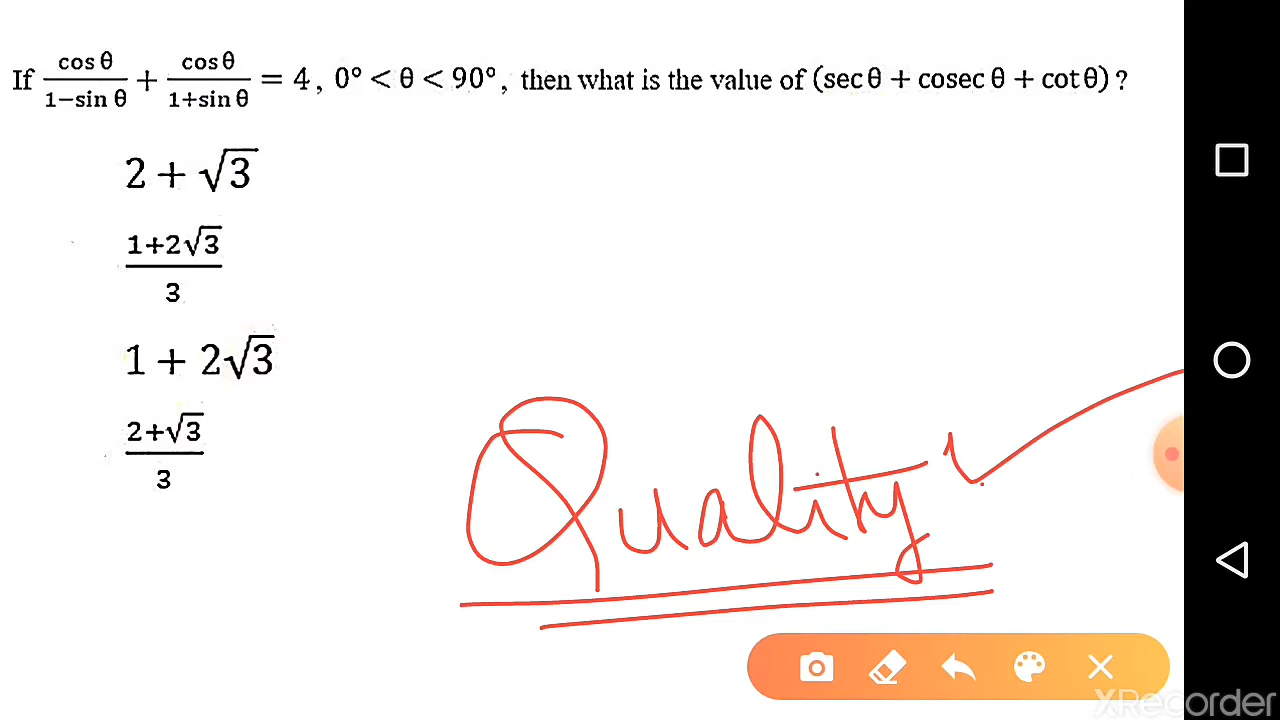 If cos θ/1−sin θ + cos θ/1+sin θ = 4 , 0° < θ < 90° , then what is the value of (sec θ + cosec θ + cot θ) ?
2 + √3
1+2√3/3
1 + 2√3
2+√3/3
Quality
XRecorder